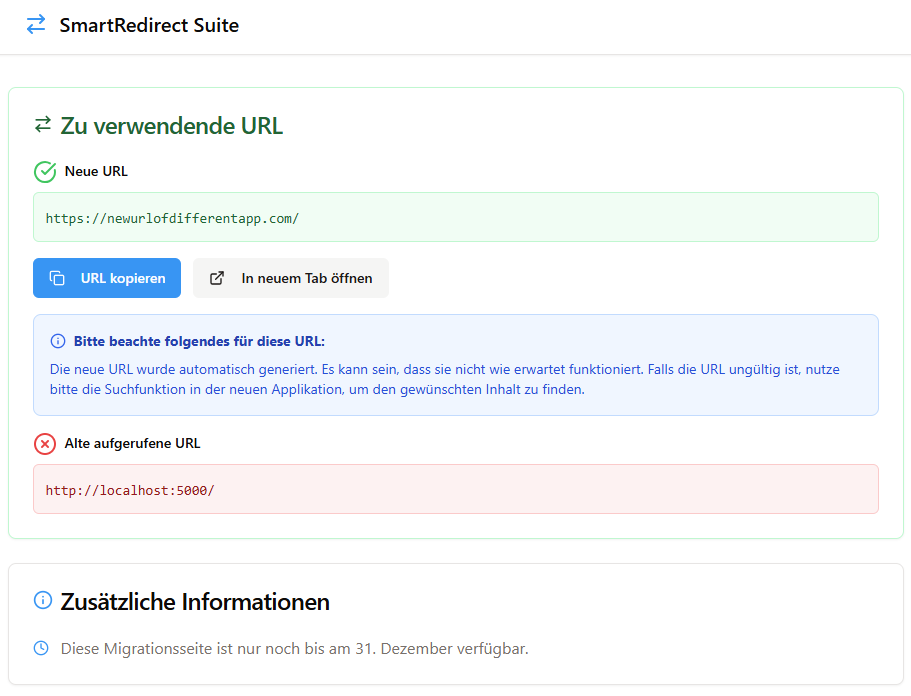 SmartRedirect Suite
Zu verwendende URL
Neue URL
https://newurlofdifferentapp.com/
URL kopieren
In neuem Tab öffnen
Bitte beachte folgendes für diese URL:
Die neue URL wurde automatisch generiert. Es kann sein, dass sie nicht wie erwartet funktioniert. Falls die URL ungültig ist, nutze
bitte die Suchfunktion in der neuen Applikation, um den gewünschten Inhalt zu finden.
Alte aufgerufene URL
http://localhost:5000/
Zusätzliche Informationen
Diese Migrationsseite ist nur noch bis am 31. Dezember verfügbar.